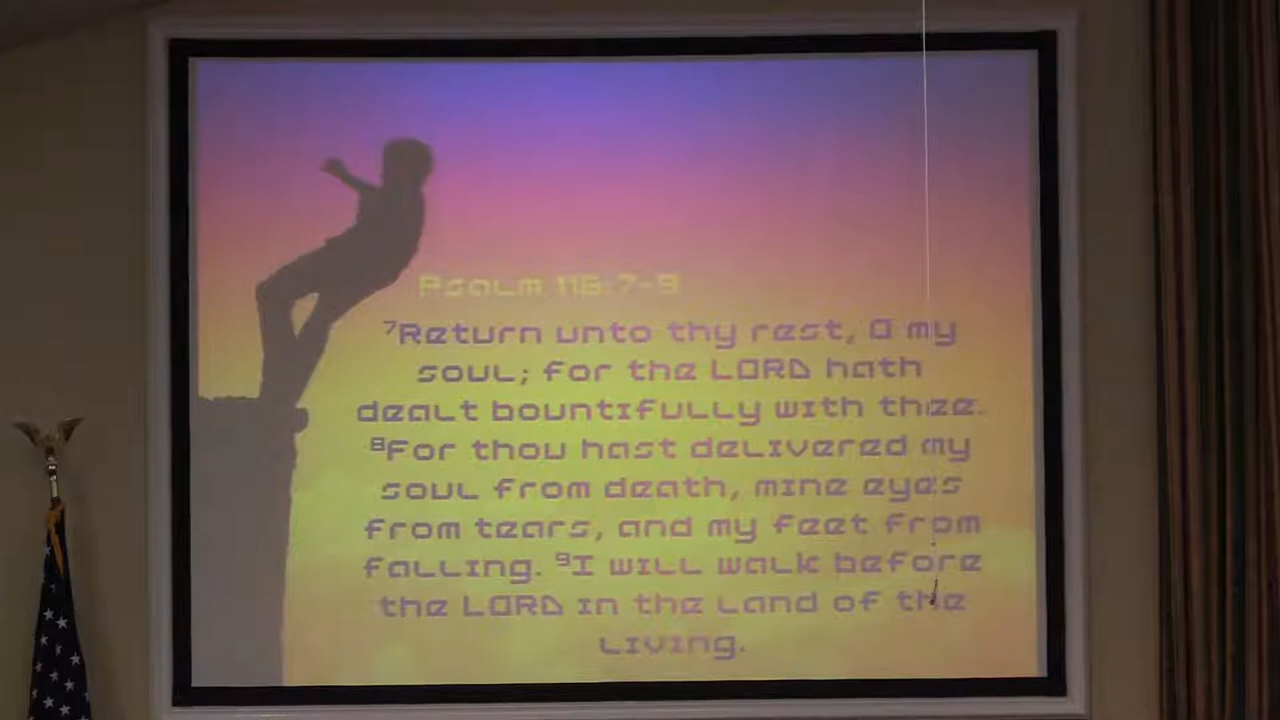 Psalm 116:7-9
⁷Return unto thy rest, O my
soul; for the LORD hath
dealt bountifully with thee.
⁸For thou hast delivered my
soul from death, mine eyes
from tears, and my feet from
falling. ⁹I will walk before
the LORD in the land of the
living.